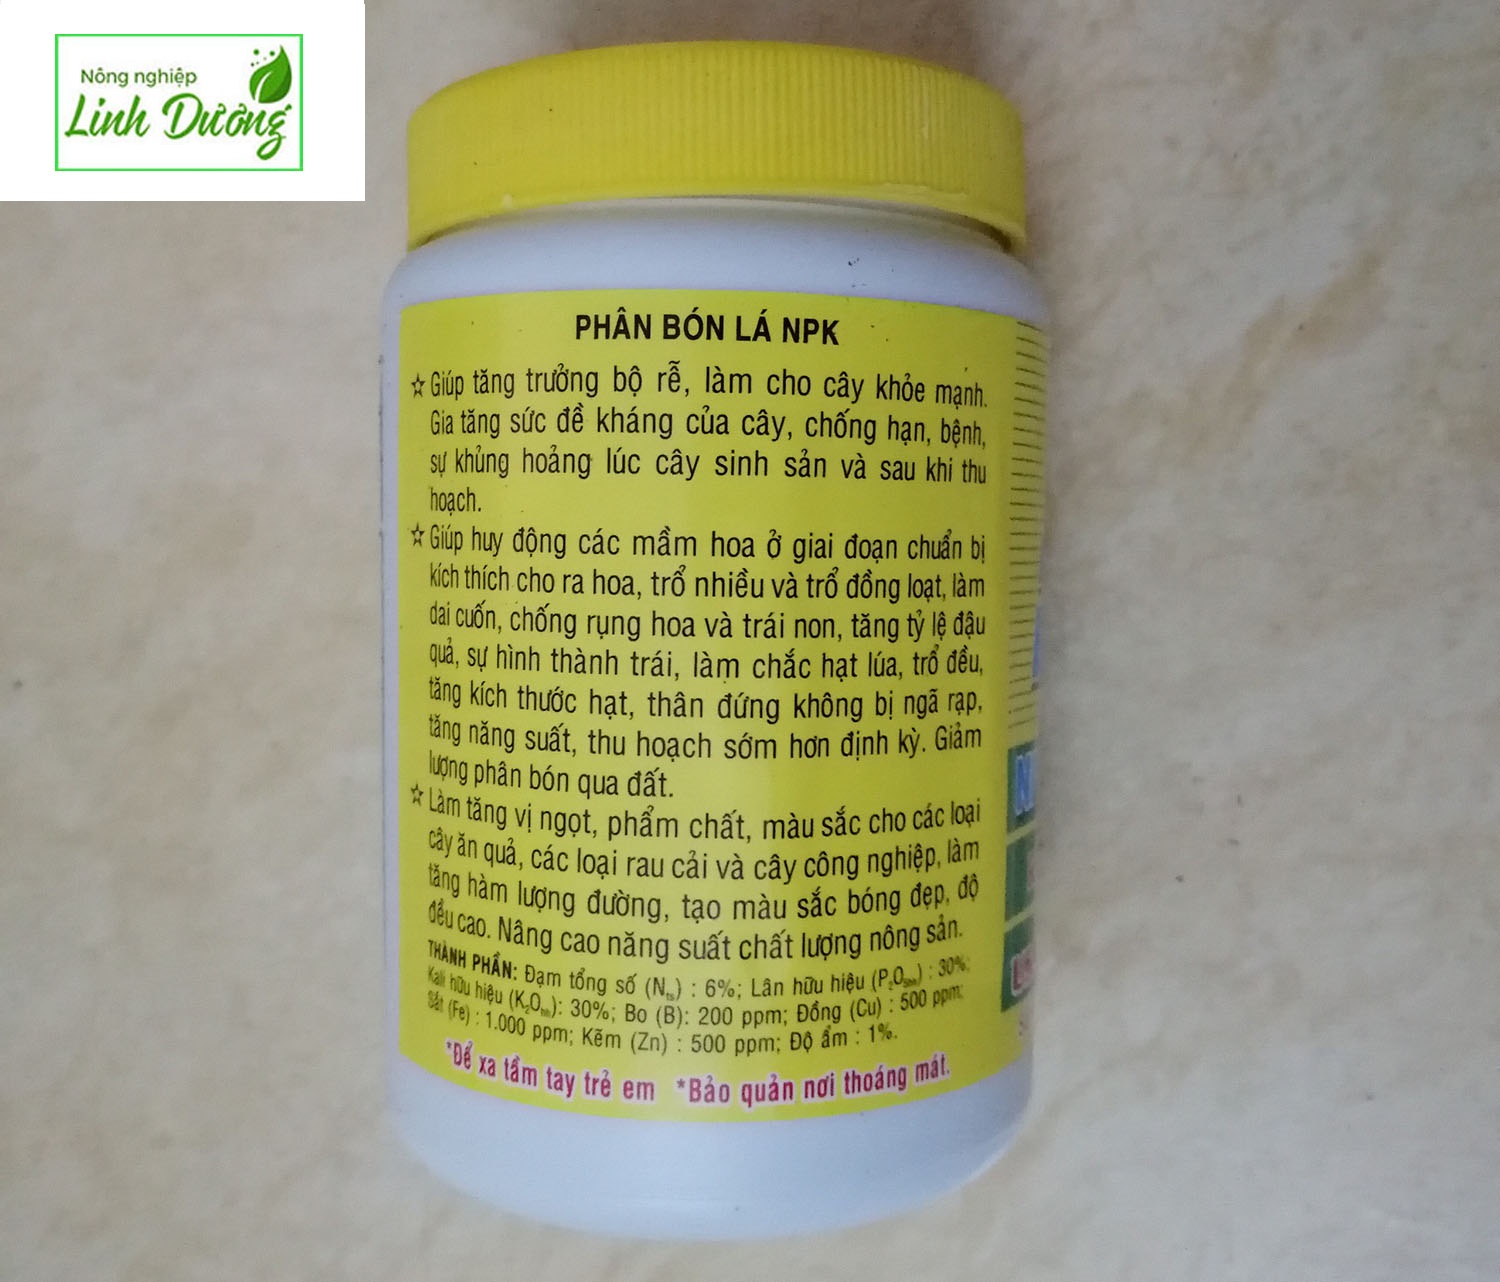 Nông nghiệp
Linh Dương
PHÂN BÓN LÁ NPK
☆ Giúp tăng trưởng bộ rễ, làm cho cây khỏe mạnh.
Gia tăng sức đề kháng của cây, chống hạn, bệnh,
sự khủng hoảng lúc cây sinh sản và sau khi thu
hoạch.
☆ Giúp huy động các mầm hoa ở giai đoạn chuẩn bị
kích thích cho ra hoa, trổ nhiều và trổ đồng loạt, làm
dai cuốn, chống rụng hoa và trái non, tăng tỷ lệ đậu
quả, sự hình thành trái, làm chắc hạt lúa, trổ đều,
tăng kích thước hạt, thân đứng không bị ngã rạp,
tăng năng suất, thu hoạch sớm hơn định kỳ. Giảm
lượng phân bón qua đất.
☆ Làm tăng vị ngọt, phẩm chất, màu sắc cho các loại
cây ăn quả, các loại rau cải và cây công nghiệp, làm
tăng hàm lượng đường, tạo màu sắc bóng đẹp, độ
đều cao. Nâng cao năng suất chất lượng nông sản.
THÀNH PHẦN: Đạm tổng số (Nts) : 6%; Lân hữu hiệu (P2O5hh) : 30%;
Kali hữu hiệu (K2Ohh): 30%; Bo (B): 200 ppm; Đồng (Cu) : 500 ppm;
Sắt (Fe) : 1.000 ppm; Kẽm (Zn) : 500 ppm; Độ ẩm : 1%.
*Để xa tầm tay trẻ em *Bảo quản nơi thoáng mát.